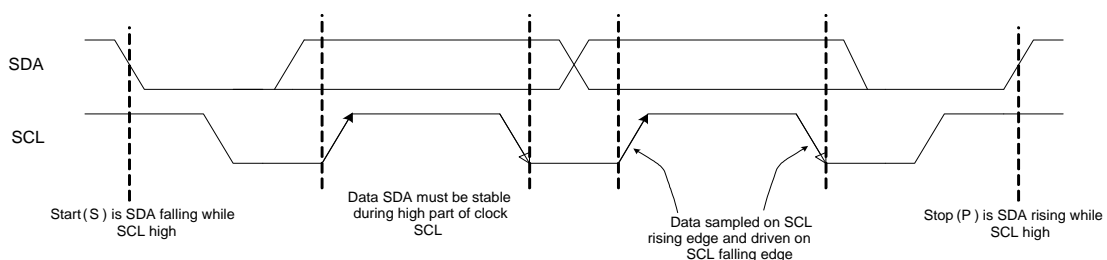 SDA
SCL
Start (S) is SDA falling while
SCL high
Data SDA must be stable
during high part of clock
SCL
Data sampled on SCL
rising edge and driven on
SCL falling edge
Stop (P) is SDA rising while
SCL high